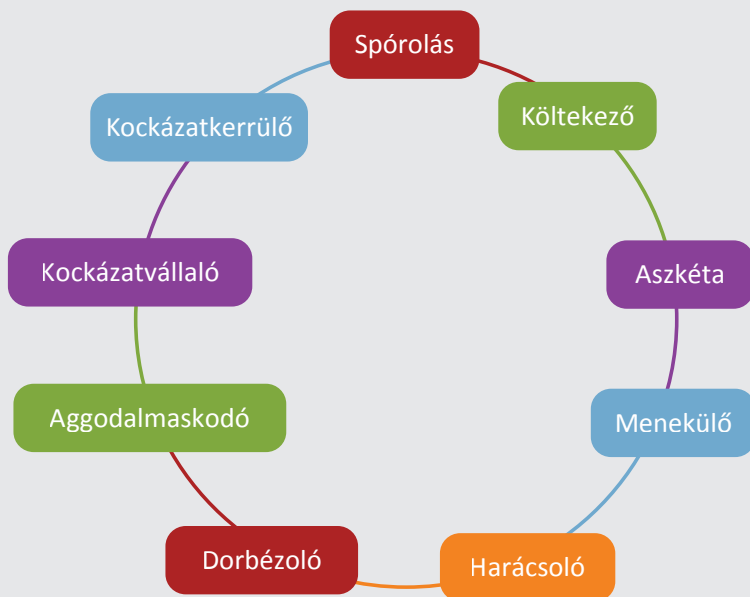 Spórolás
Költekező
Aszkéta
Menekülő
Harácsoló
Dorbézoló
Aggodalmaskodó
Kockázatvállaló
Kockázatkerrülő